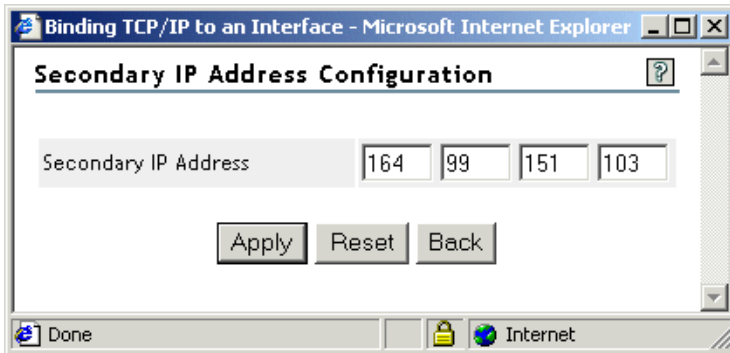 Binding TCP/IP to an Interface - Microsoft Internet Explorer
Secondary IP Address Configuration ?
Secondary IP Address 164 99 151 103
Apply Reset Back
Done Internet